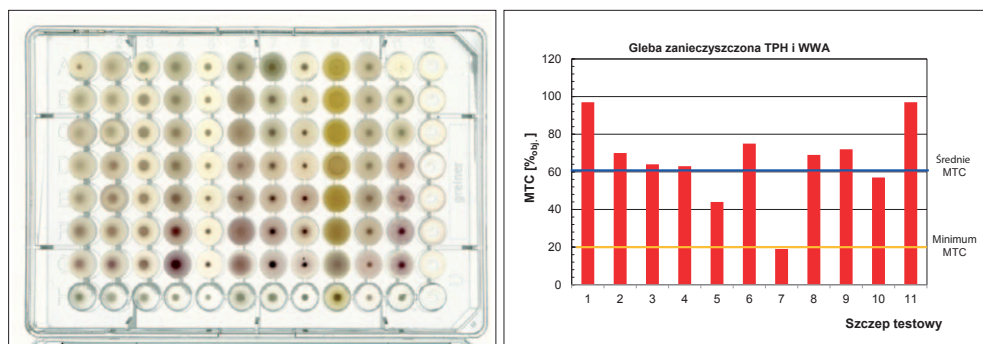 greiner
Gleba zanieczyszczona TPH i WWA
MTC [%obj.]
120
100
80
60
40
20
0
1 2 3 4 5 6 7 8 9 10 11
Szczep testowy
Średnie
MTC
Minimum
MTC